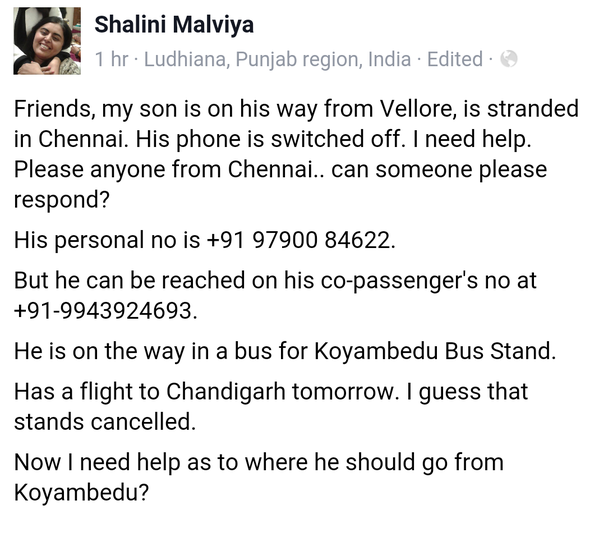 Shalini Malviya
1 hr · Ludhiana, Punjab region, India · Edited ·
Friends, my son is on his way from Vellore, is stranded
in Chennai. His phone is switched off. I need help.
Please anyone from Chennai.. can someone please
respond?
His personal no is +91 97900 84622.
But he can be reached on his co-passenger's no at
+91-9943924693.
He is on the way in a bus for Koyambedu Bus Stand.
Has a flight to Chandigarh tomorrow. I guess that
stands cancelled.
Now I need help as to where he should go from
Koyambedu?